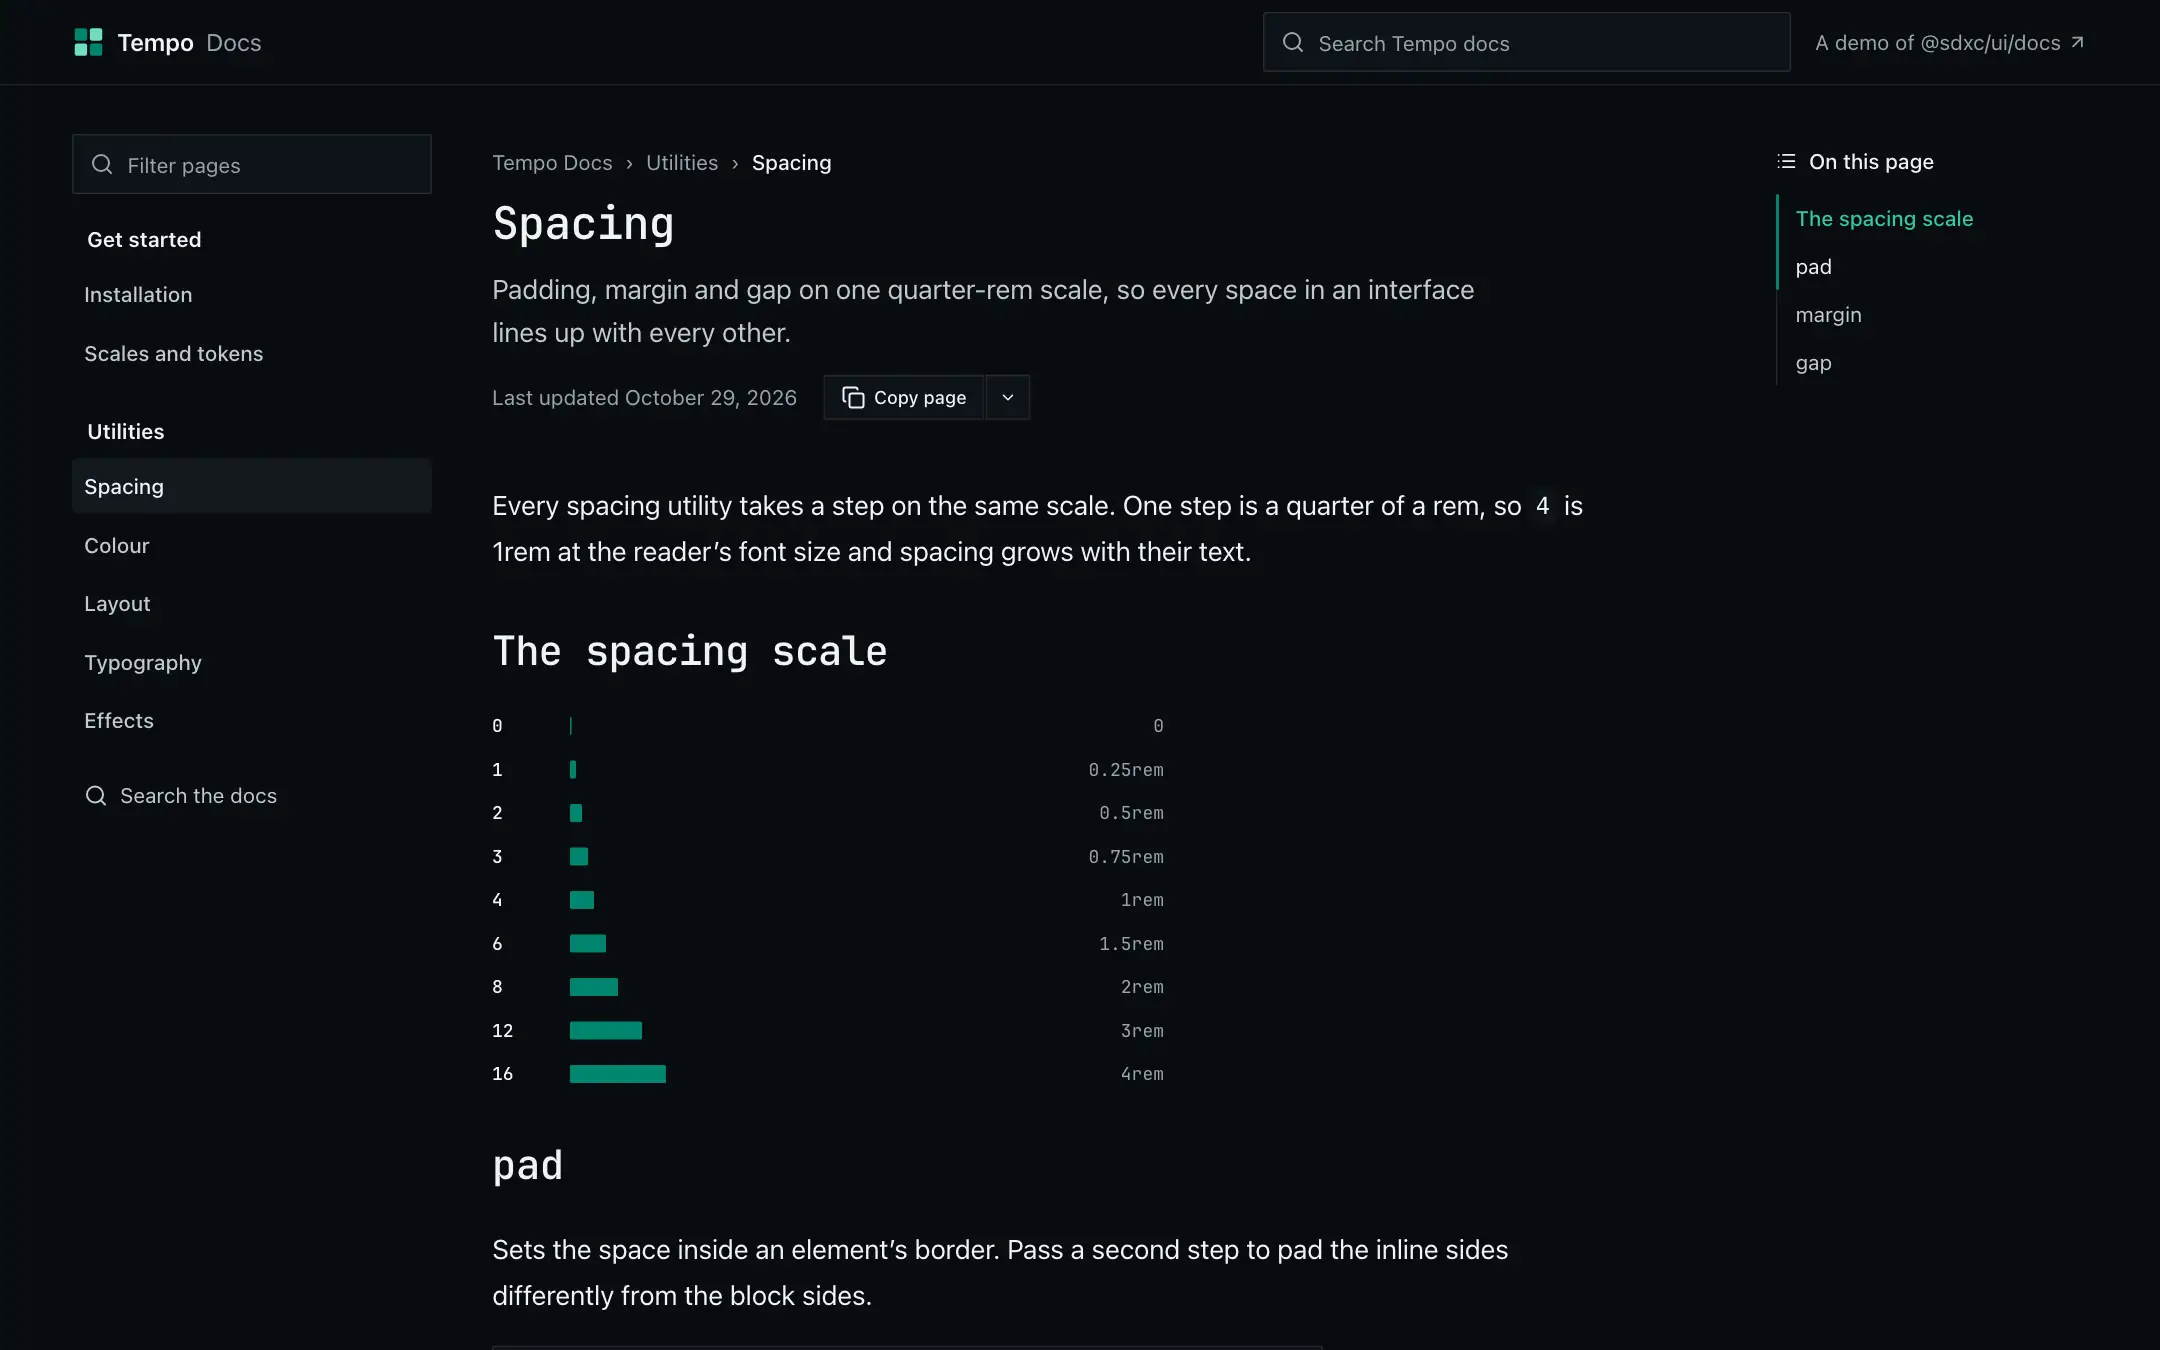 Tempo Docs
Search Tempo docs
A demo of @sdxc/ui/docs ↗
Filter pages
Get started
Installation
Scales and tokens
Utilities
Spacing
Colour
Layout
Typography
Effects
Search the docs
Tempo Docs › Utilities › Spacing
Spacing
Padding, margin and gap on one quarter-rem scale, so every space in an interface
lines up with every other.
Last updated October 29, 2026
Copy page
Every spacing utility takes a step on the same scale. One step is a quarter of a rem, so 4 is
1rem at the reader’s font size and spacing grows with their text.
The spacing scale
0 0
1 0.25rem
2 0.5rem
3 0.75rem
4 1rem
6 1.5rem
8 2rem
12 3rem
16 4rem
pad
Sets the space inside an element’s border. Pass a second step to pad the inline sides
differently from the block sides.
On this page
The spacing scale
pad
margin
gap